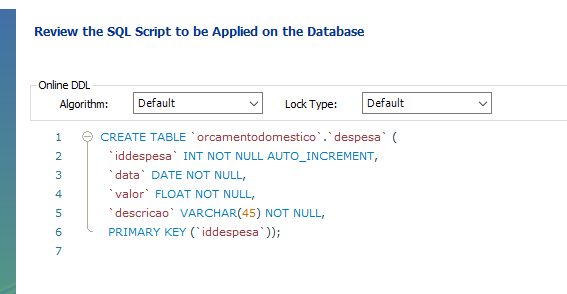 Review the SQL Script to be Applied on the Database
Online DDL
Algorithm: Default Lock Type: Default
1 CREATE TABLE `orcamentodomestico`.`despesa` (
2 `iddespesa` INT NOT NULL AUTO_INCREMENT,
3 `data` DATE NOT NULL,
4 `valor` FLOAT NOT NULL,
5 `descricao` VARCHAR(45) NOT NULL,
6 PRIMARY KEY (`iddespesa`));
7